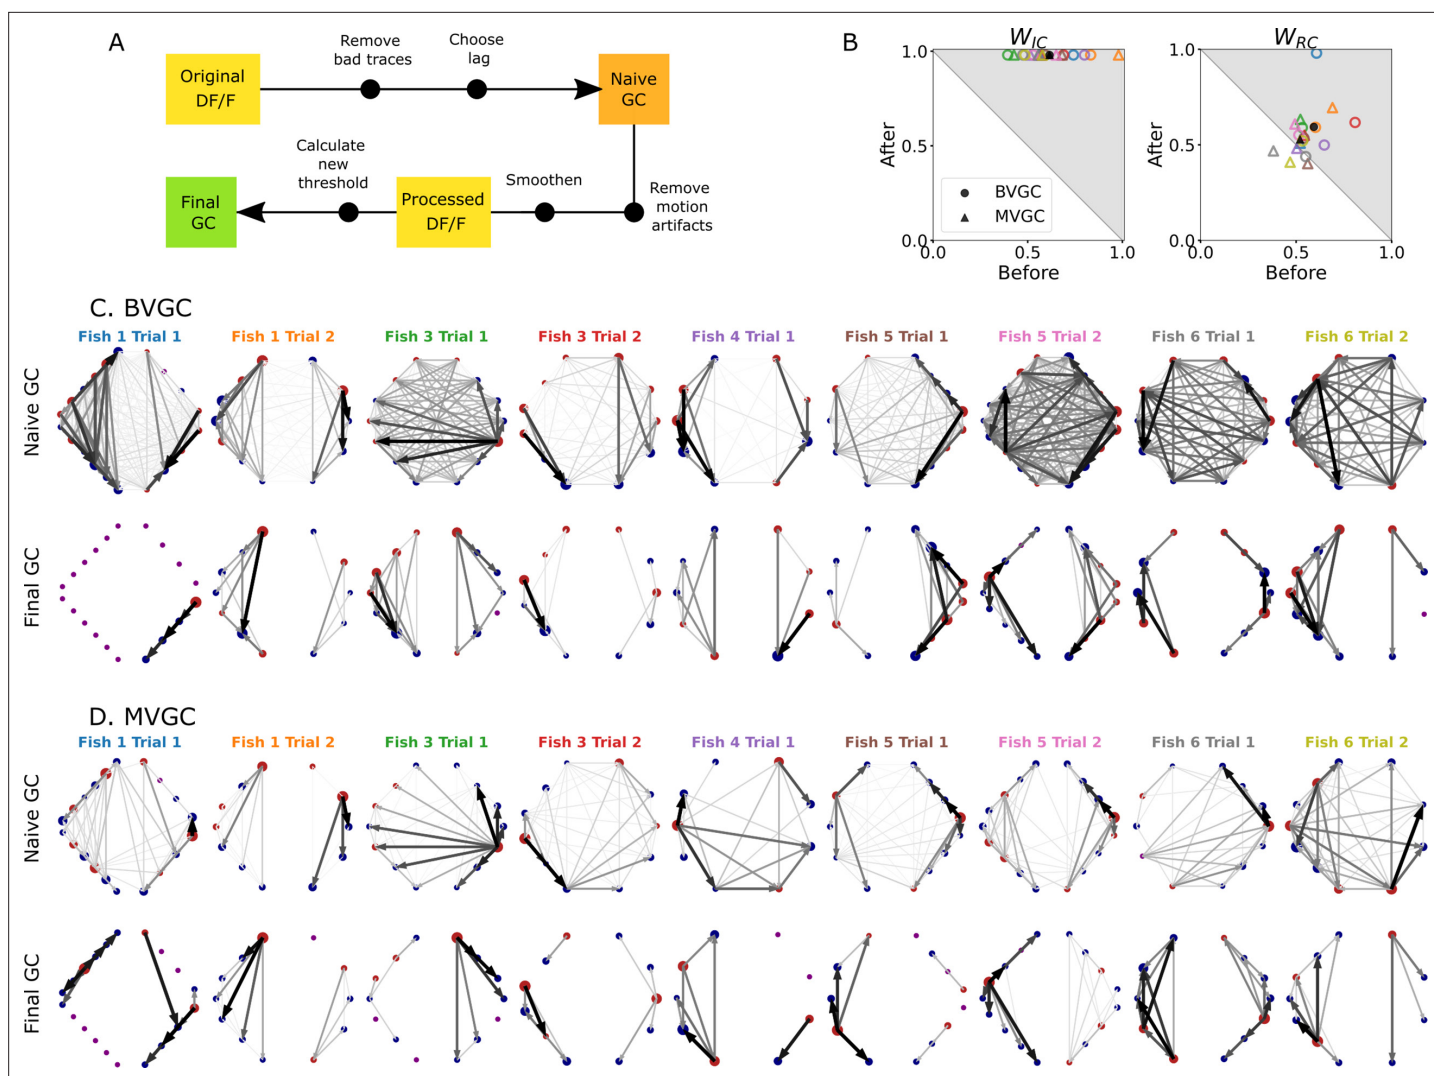 A
Original
DF/F
Remove
bad traces
Choose
lag
Naive
GC
Final
GC
Calculate
new
threshold
Processed
DF/F
Smoothen
Remove
motion
artifacts
B
W_IC
After
1.0
0.5
0.0
BVGC
MVGC
0.0 0.5 1.0
Before
W_RC
After
1.0
0.5
0.0
0.5 1.0
Before
C. BVGC
Fish 1 Trial 1 Fish 1 Trial 2 Fish 3 Trial 1 Fish 3 Trial 2 Fish 4 Trial 1 Fish 5 Trial 1 Fish 5 Trial 2 Fish 6 Trial 1 Fish 6 Trial 2
Naive GC
Final GC
D. MVGC
Fish 1 Trial 1 Fish 1 Trial 2 Fish 3 Trial 1 Fish 3 Trial 2 Fish 4 Trial 1 Fish 5 Trial 1 Fish 5 Trial 2 Fish 6 Trial 1 Fish 6 Trial 2
Naive GC
Final GC